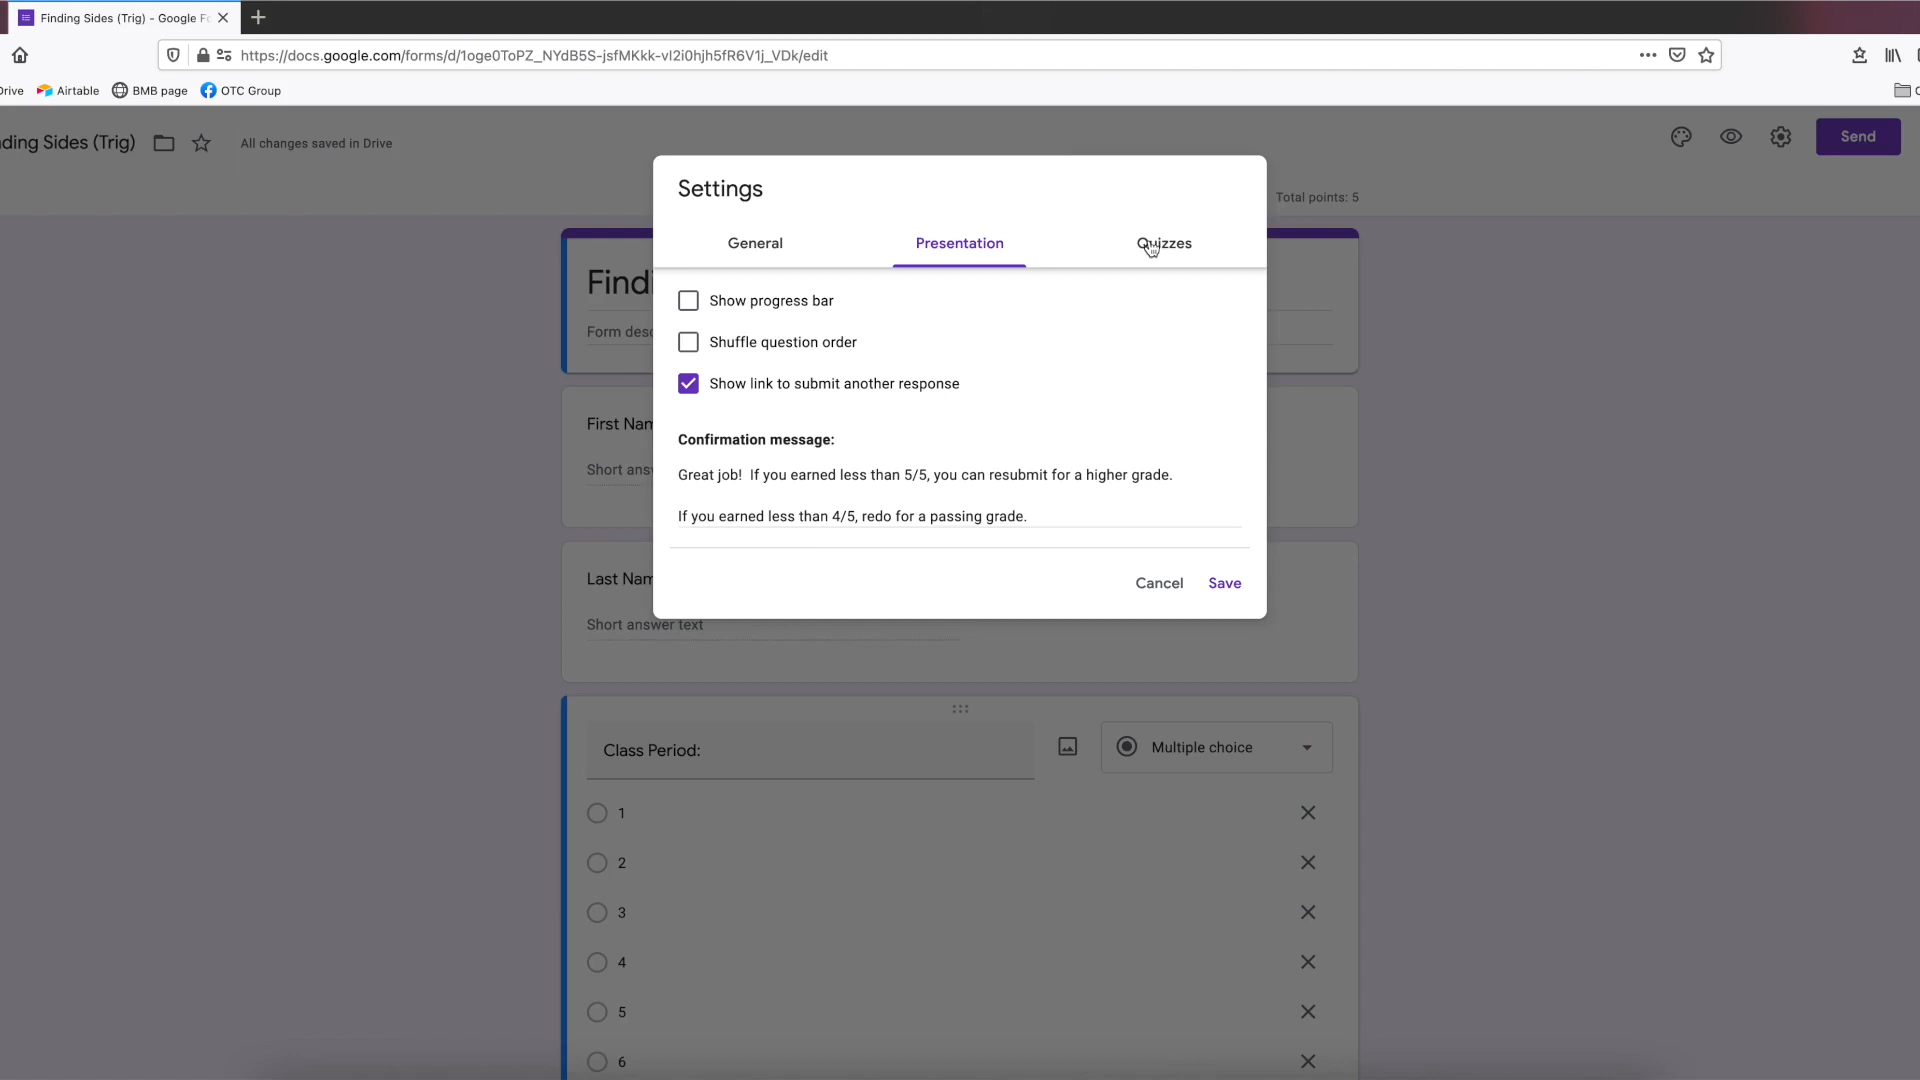 Finding Sides (Trig) - Google Fo
https://docs.google.com/forms/d/1oge0ToPZ_NYdB5S-jsfMKkk-vI2i0hjh5fR6V1j_VDk/edit
Drive
Airtable
BMB page
OTC Group
ding Sides (Trig)
All changes saved in Drive
Send
Total points: 5
Settings
General
Presentation
Quizzes
Find
Form desc
Show progress bar
Shuffle question order
Show link to submit another response
First Nam
Short ans
Confirmation message:
Great job!  If you earned less than 5/5, you can resubmit for a higher grade.
If you earned less than 4/5, redo for a passing grade.
Cancel
Save
Last Nam
Short answer text
Class Period:
Multiple choice
1
2
3
4
5
6